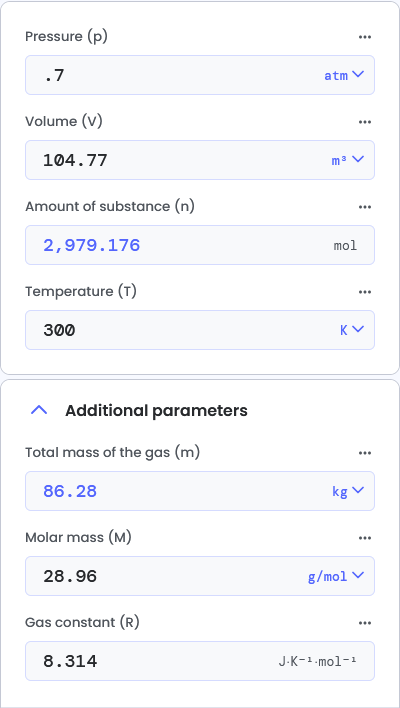 Pressure (p) ...
.7 atm
Volume (V) ...
104.77 m³
Amount of substance (n) ...
2,979.176 mol
Temperature (T) ...
300 K
Additional parameters
Total mass of the gas (m) ...
86.28 kg
Molar mass (M) ...
28.96 g/mol
Gas constant (R) ...
8.314 J·K⁻¹·mol⁻¹